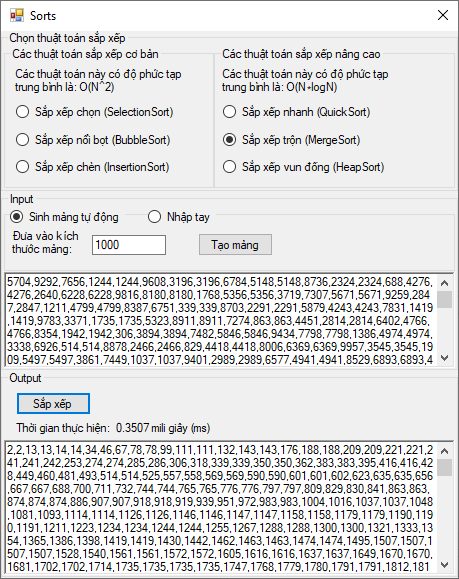 Sorts
Chọn thuật toán sắp xếp
Các thuật toán sắp xếp cơ bản
Các thuật toán này có độ phức tạp
trung bình là: O(N^2)
Sắp xếp chọn (SelectionSort)
Sắp xếp nổi bọt (BubbleSort)
Sắp xếp chèn (InsertionSort)
Các thuật toán sắp xếp nâng cao
Các thuật toán này có độ phức tạp
trung bình là: O(N*logN)
Sắp xếp nhanh (QuickSort)
Sắp xếp trộn (MergeSort)
Sắp xếp vun đống (HeapSort)
Input
Sinh mảng tự động
Nhập tay
Đưa vào kích
thước mảng:
1000
Tạo mảng
5704,9292,7656,1244,1244,9608,3196,3196,6784,5148,5148,8736,2324,2324,688,4276,
4276,2640,6228,6228,9816,8180,8180,1768,5356,5356,3719,7307,5671,5671,9259,284
7,2847,1211,4799,4799,8387,6751,339,339,8703,2291,2291,5879,4243,4243,7831,1419
,1419,9783,3371,1735,1735,5323,8911,8911,7274,863,863,4451,2814,2814,6402,4766,
4766,8354,1942,1942,306,3894,3894,7482,5846,5846,9434,7798,7798,1386,4974,4974,
3338,6926,514,514,8878,2466,2466,829,4418,4418,8006,6369,6369,9957,3545,3545,19
09,5497,5497,3861,7449,1037,1037,9401,2989,2989,6577,4941,4941,8529,6893,6893,4
Output
Sắp xếp
Thời gian thực hiện: 0.3507 mili giây (ms)
2,2,13,13,14,14,34,46,67,78,78,99,111,111,132,143,143,176,188,188,209,209,221,221,2
41,241,242,253,274,274,285,286,306,318,339,339,350,350,362,383,383,395,416,416,42
8,449,460,481,493,514,514,525,557,558,569,569,590,590,601,601,602,623,635,635,656
,667,667,688,700,711,732,744,744,765,765,776,776,797,797,809,829,830,841,863,863,
874,874,874,886,907,907,918,918,919,939,951,972,983,983,1004,1016,1037,1037,1048
,1081,1093,1114,1114,1126,1126,1146,1146,1147,1147,1158,1158,1179,1179,1190,119
0,1191,1211,1223,1234,1234,1244,1244,1255,1267,1288,1288,1300,1300,1321,1333,13
54,1365,1386,1398,1419,1419,1430,1442,1462,1463,1463,1474,1474,1495,1507,1507,1
507,1507,1528,1540,1561,1561,1572,1572,1605,1616,1616,1637,1637,1649,1670,1670,
1681,1702,1702,1714,1735,1735,1735,1735,1747,1768,1779,1780,1791,1791,1812,181